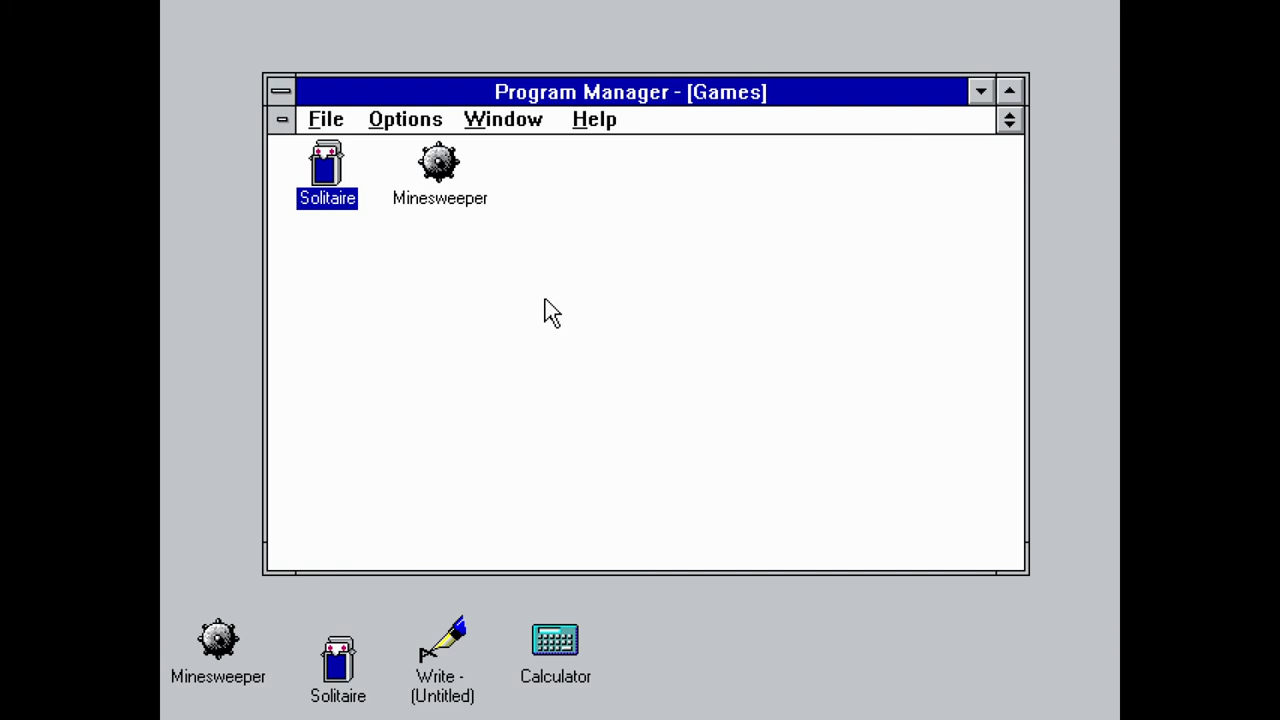 Program Manager - [Games]
File Options Window Help
Solitaire Minesweeper
Minesweeper
Solitaire
Write -
(Untitled)
Calculator